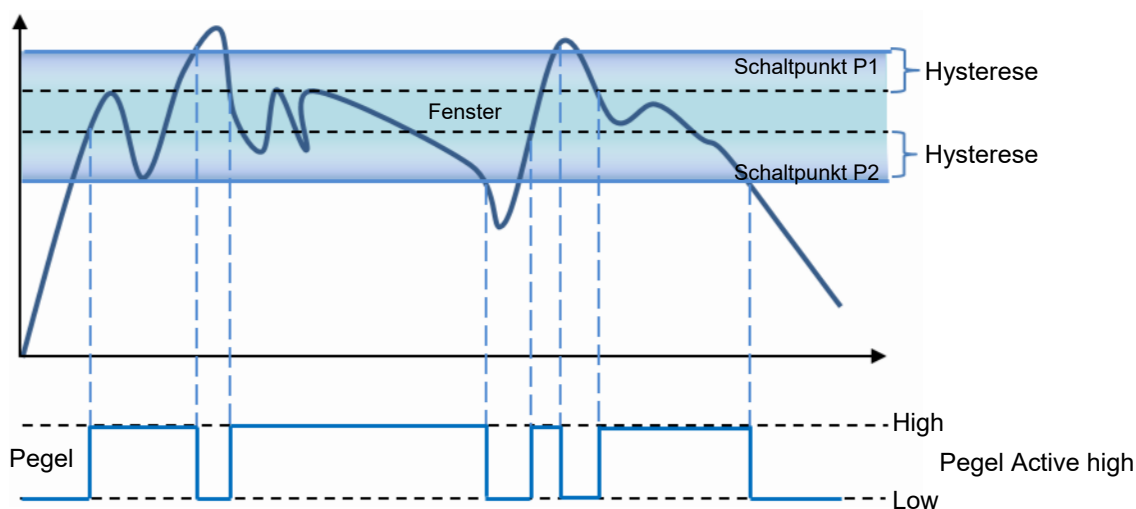 Schaltpunkt P1
Hysterese
Fenster
Hysterese
Schaltpunkt P2
High
Pegel
Pegel Active high
Low